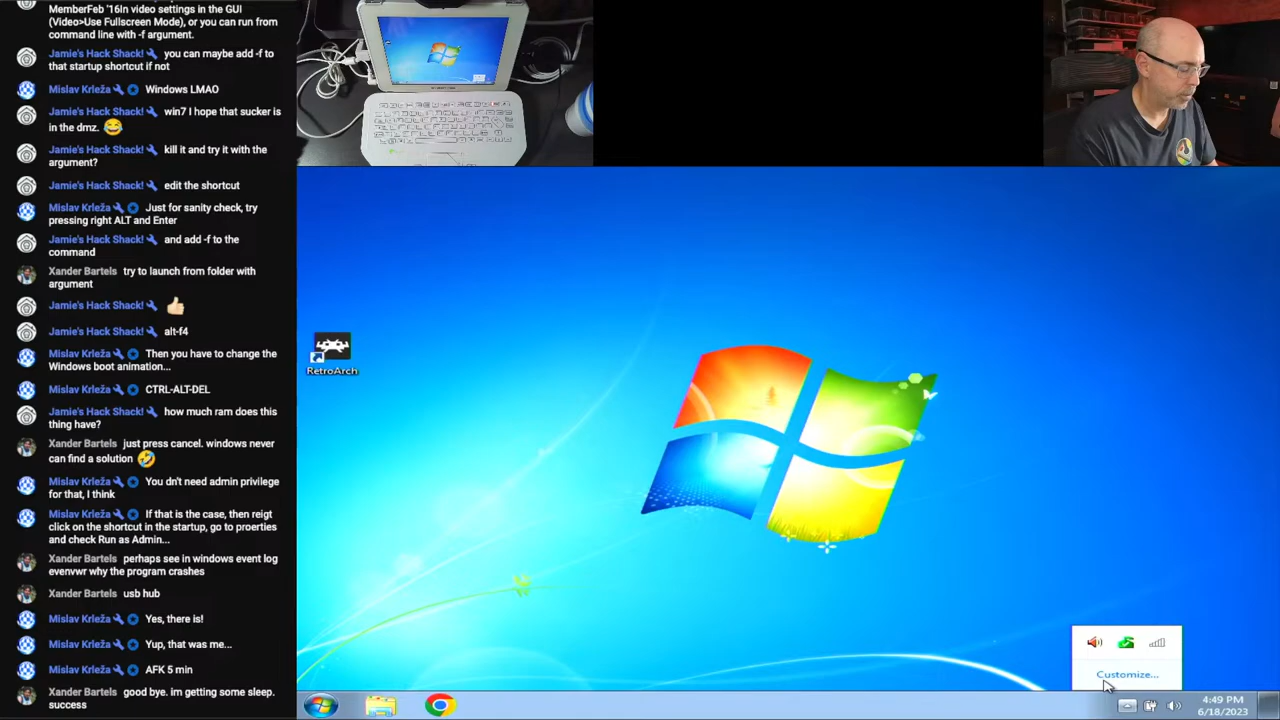 MemberFeb '16In video settings in the GUI
(Video>Use Fullscreen Mode), or you can run from
command line with -f argument.
Jamie's Hack Shack! you can maybe add -f to
that startup shortcut if not
Mislav Krleža Windows LMAO
Jamie's Hack Shack! win7 I hope that sucker is
in the dmz. 😂
Jamie's Hack Shack! kill it and try it with the
argument?
Jamie's Hack Shack! edit the shortcut
Mislav Krleža Just for sanity check, try
pressing right ALT and Enter
Jamie's Hack Shack! and add -f to the
command
Xander Bartels try to launch from folder with
argument
Jamie's Hack Shack! 👍🏻
Jamie's Hack Shack! alt-f4
Mislav Krleža Then you have to change the
Windows boot animation...
Mislav Krleža CTRL-ALT-DEL
Jamie's Hack Shack! how much ram does this
thing have?
Xander Bartels just press cancel. windows never
can find a solution 🤣
Mislav Krleža You dn't need admin privilege
for that, I think
Mislav Krleža If that is the case, then reigt
click on the shortcut in the startup, go to proerties
and check Run as Admin...
Xander Bartels perhaps see in windows event log
evenvwr why the program crashes
Xander Bartels usb hub
Mislav Krleža Yes, there is!
Mislav Krleža Yup, that was me...
Mislav Krleža AFK 5 min
Xander Bartels good bye. im getting some sleep.
success
RetroArch
Customize...
4:49 PM
6/18/2023